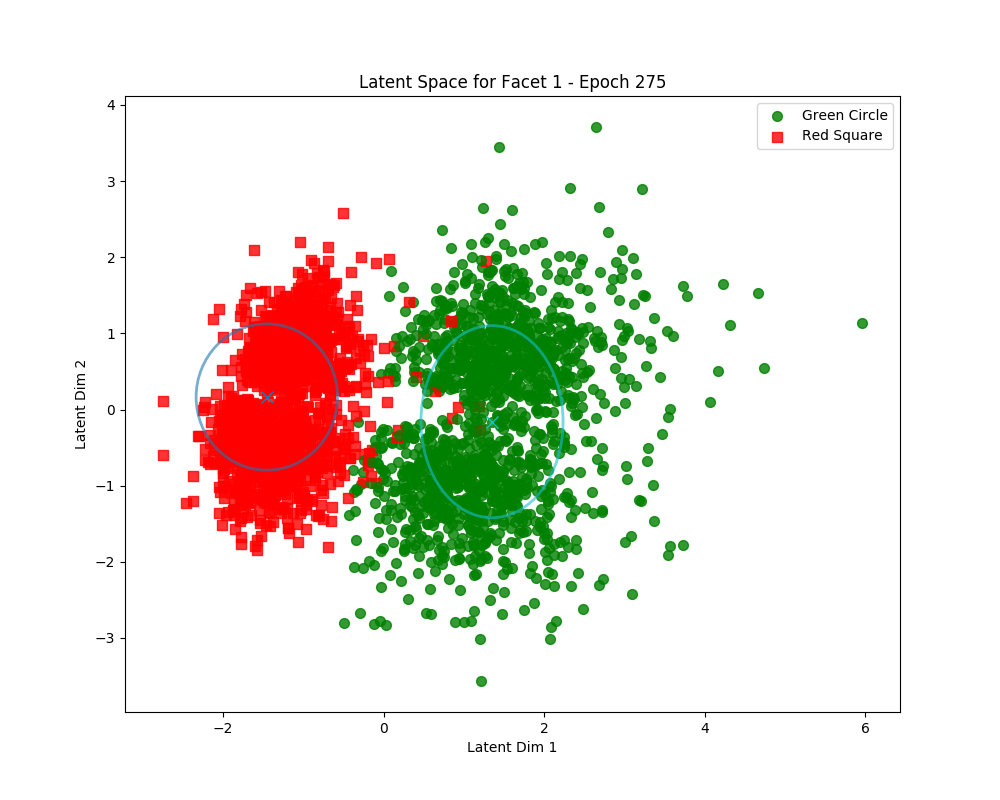 Latent Space for Facet 1 - Epoch 275
Green Circle
Red Square
4
3
2
1
0
−1
−2
−3
Latent Dim 2
−2
0
2
4
6
Latent Dim 1